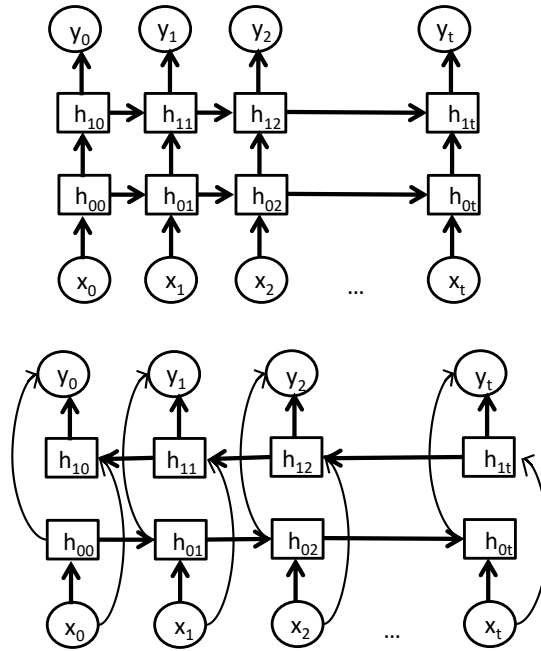 y0 y1 y2 yt
h10 h11 h12 h1t
h00 h01 h02 h0t
x0 x1 x2 ... xt
y0 y1 y2 yt
h10 h11 h12 h1t
h00 h01 h02 h0t
x0 x1 x2 ... xt